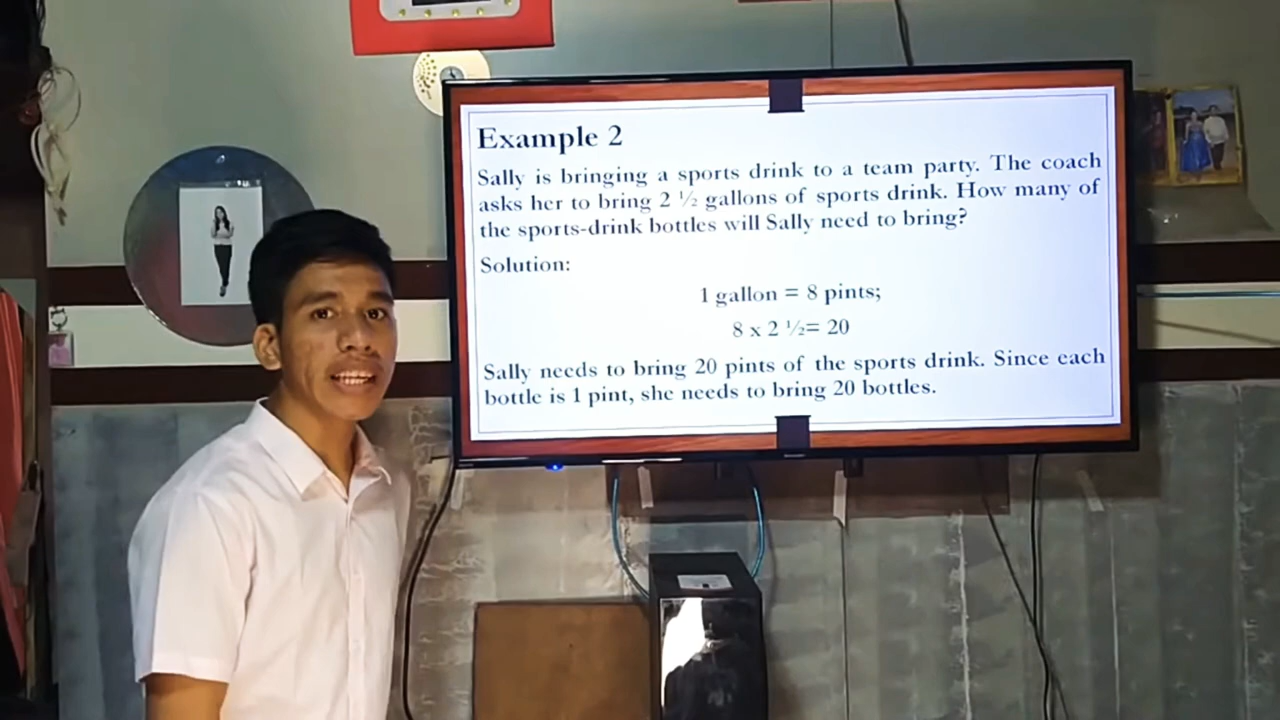 Example 2
Sally is bringing a sports drink to a team party. The coach
asks her to bring 2 ½ gallons of sports drink. How many of
the sports-drink bottles will Sally need to bring?
Solution:
1 gallon = 8 pints;
8 x 2 ½= 20
Sally needs to bring 20 pints of the sports drink. Since each
bottle is 1 pint, she needs to bring 20 bottles.